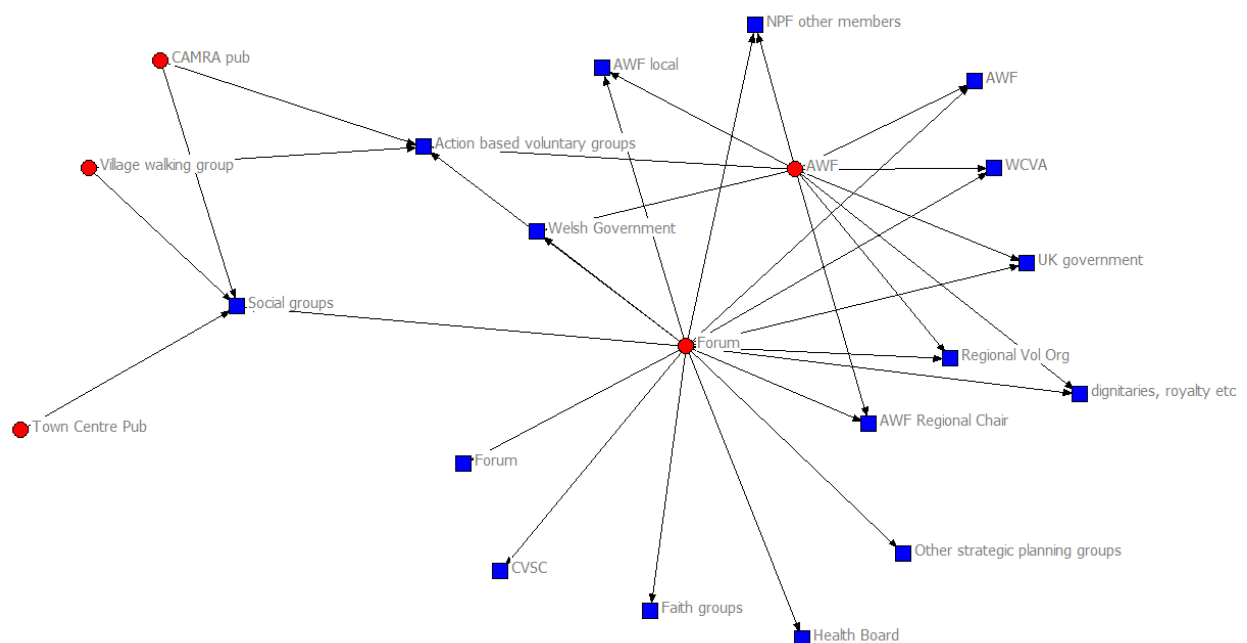 NPF other members
CAMRA pub
AWF local
AWF
Action based voluntary groups
Village walking group
AWF
WCVA
Welsh Government
UK government
Social groups
Forum
Regional Vol Org
dignitaries, royalty etc
AWF Regional Chair
Town Centre Pub
Forum
Other strategic planning groups
CVSC
Faith groups
Health Board